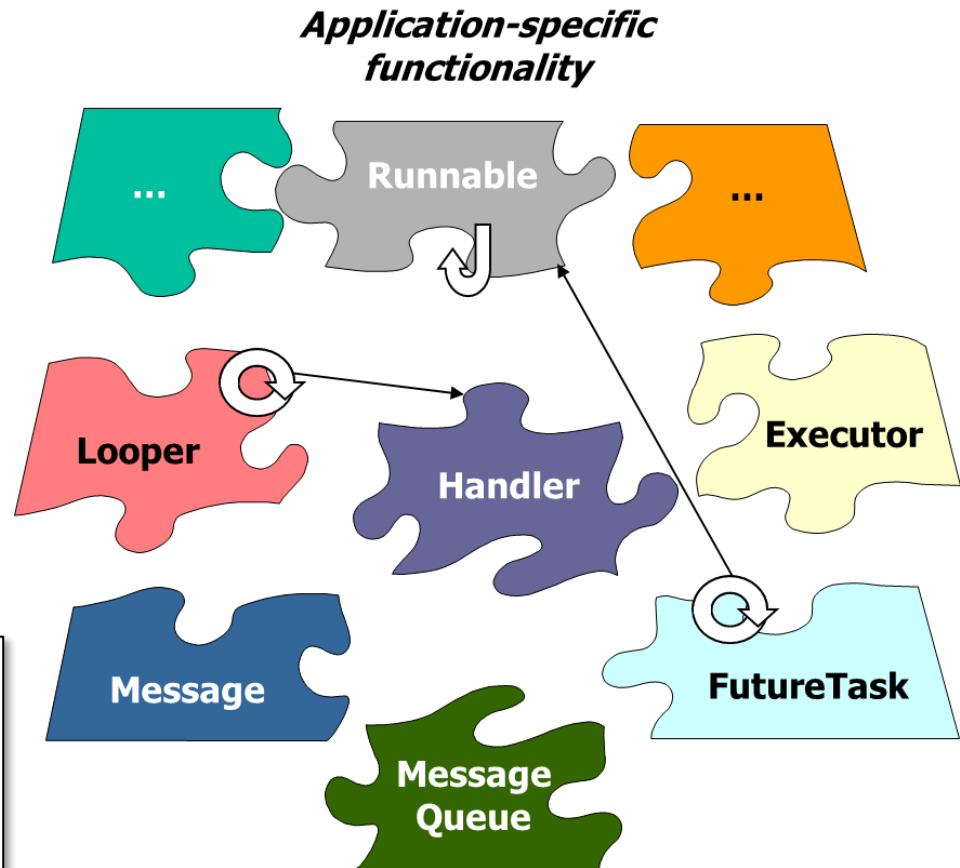 Application-specific
functionality
...
Runnable
...
Looper
Handler
Executor
Message
FutureTask
Message
Queue